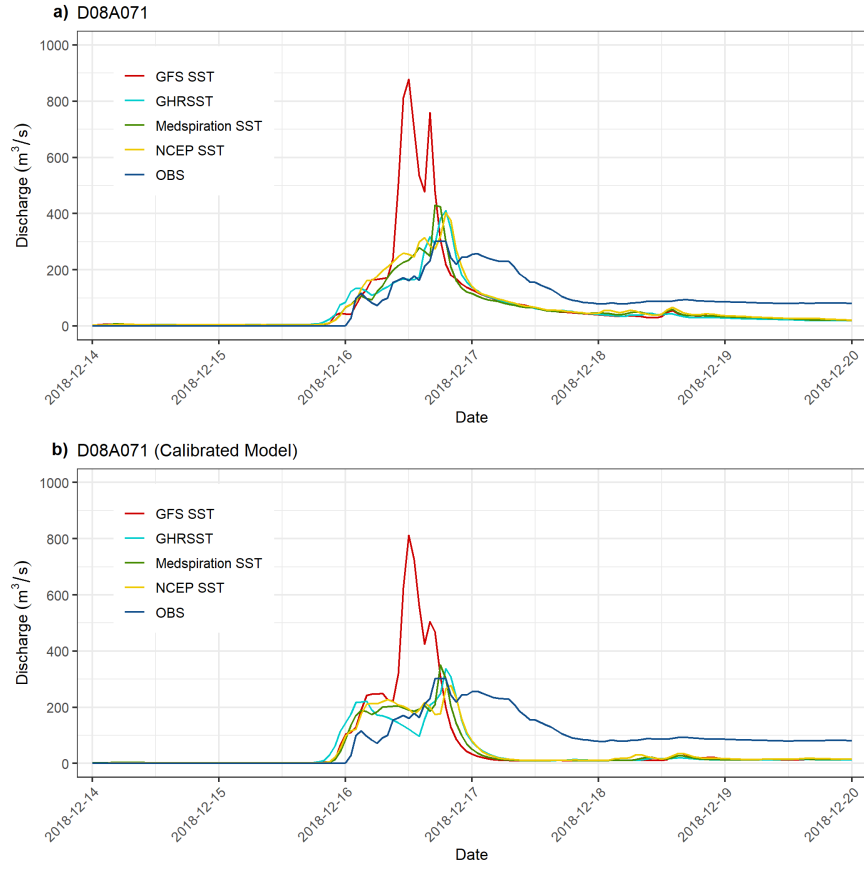 a) D08A071
1000
800
600
400
200
0
Discharge (m³/s)
GFS SST
GHRSST
Medspiration SST
NCEP SST
OBS
2018-12-14
2018-12-15
2018-12-16
2018-12-17
2018-12-18
2018-12-19
2018-12-20
Date
b) D08A071 (Calibrated Model)
1000
800
600
400
200
0
Discharge (m³/s)
GFS SST
GHRSST
Medspiration SST
NCEP SST
OBS
2018-12-14
2018-12-15
2018-12-16
2018-12-17
2018-12-18
2018-12-19
2018-12-20
Date